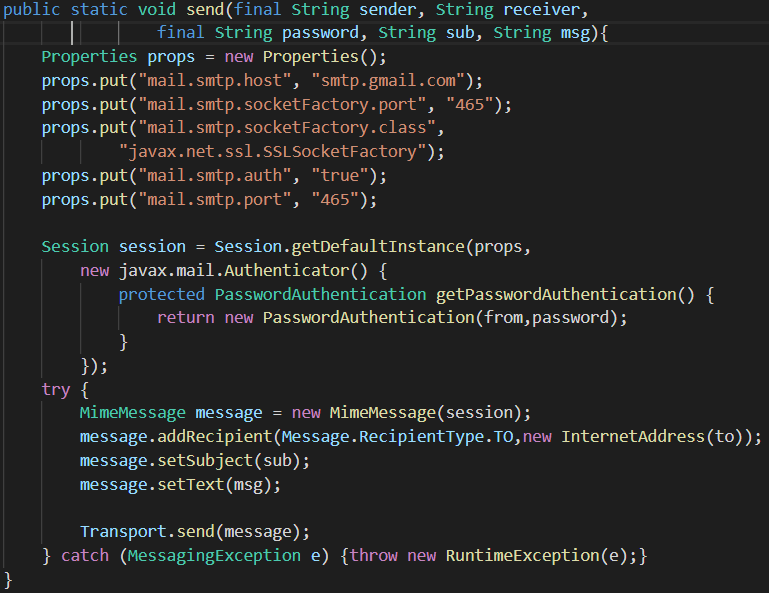 public static void send(final String sender, String receiver,
final String password, String sub, String msg){
Properties props = new Properties();
props.put("mail.smtp.host", "smtp.gmail.com");
props.put("mail.smtp.socketFactory.port", "465");
props.put("mail.smtp.socketFactory.class",
"javax.net.ssl.SSLSocketFactory");
props.put("mail.smtp.auth", "true");
props.put("mail.smtp.port", "465");
Session session = Session.getDefaultInstance(props,
new javax.mail.Authenticator() {
protected PasswordAuthentication getPasswordAuthentication() {
return new PasswordAuthentication(from,password);
}
});
try {
MimeMessage message = new MimeMessage(session);
message.addRecipient(Message.RecipientType.TO,new InternetAddress(to));
message.setSubject(sub);
message.setText(msg);
Transport.send(message);
} catch (MessagingException e) {throw new RuntimeException(e);}
}